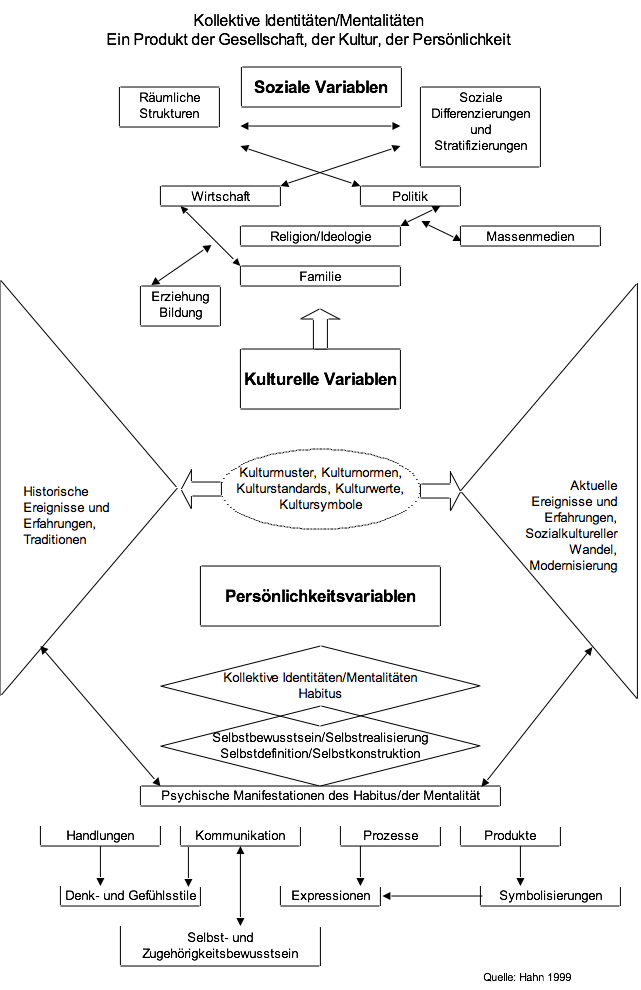 Kollektive Identitäten/Mentalitäten
Ein Produkt der Gesellschaft, der Kultur, der Persönlichkeit
Soziale Variablen
Räumliche
Strukturen
Soziale
Differenzierungen
und
Stratifizierungen
Wirtschaft
Politik
Religion/Ideologie
Massenmedien
Familie
Erziehung
Bildung
Kulturelle Variablen
Historische
Ereignisse und
Erfahrungen,
Traditionen
Kulturmuster, Kulturnormen,
Kulturstandards, Kulturwerte,
Kultursymbole
Aktuelle
Ereignisse und
Erfahrungen,
Sozialkultureller
Wandel,
Modernisierung
Persönlichkeitsvariablen
Kollektive Identitäten/Mentalitäten
Habitus
Selbstbewusstsein/Selbstrealisierung
Selbstdefinition/Selbstkonstruktion
Psychische Manifestationen des Habitus/der Mentalität
Handlungen
Kommunikation
Prozesse
Produkte
Denk- und Gefühlsstile
Expressionen
Symbolisierungen
Selbst- und
Zugehörigkeitsbewusstsein
Quelle: Hahn 1999